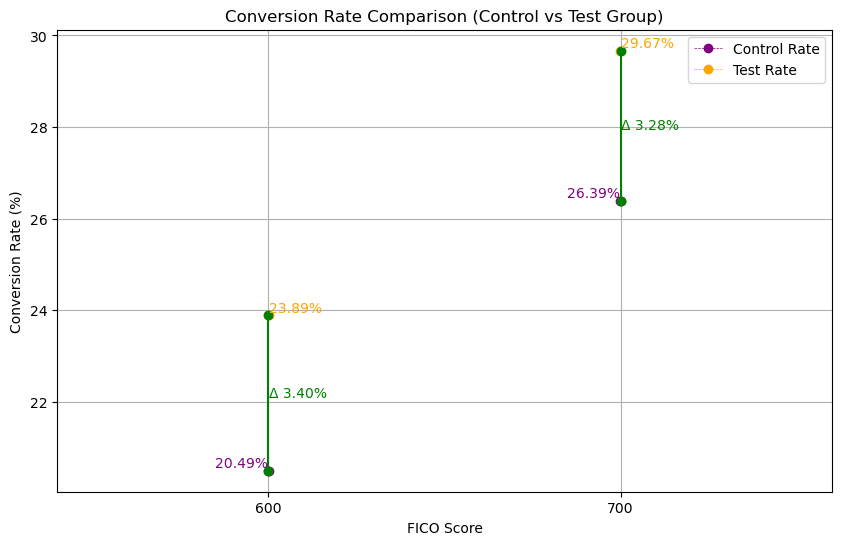 Conversion Rate Comparison (Control vs Test Group)
30
28
26
24
22
Conversion Rate (%)
29.67%
Δ 3.28%
26.39%
23.89%
Δ 3.40%
20.49%
Control Rate
Test Rate
600
700
FICO Score